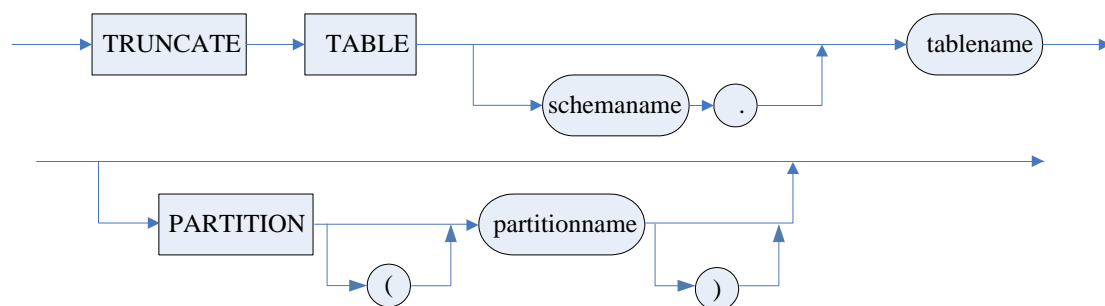 TRUNCATE TABLE tablename
schemaname .
PARTITION partitionname
( )